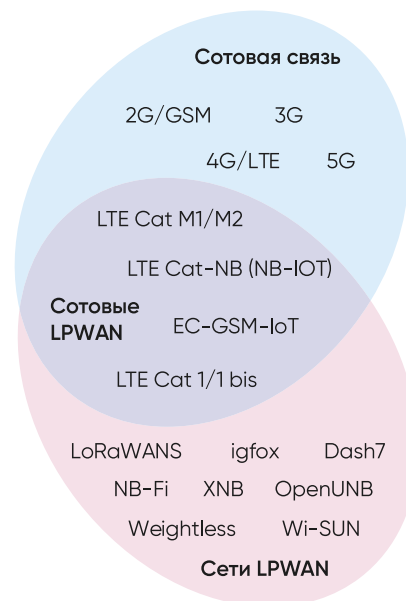 Сотовая связь
2G/GSM 3G
4G/LTE 5G
LTE Cat M1/M2
LTE Cat-NB (NB-IOT)
Сотовые
LPWAN
EC-GSM-IoT
LTE Cat 1/1 bis
LoRaWANS igfox Dash7
NB-Fi XNB OpenUNB
Weightless Wi-SUN
Сети LPWAN